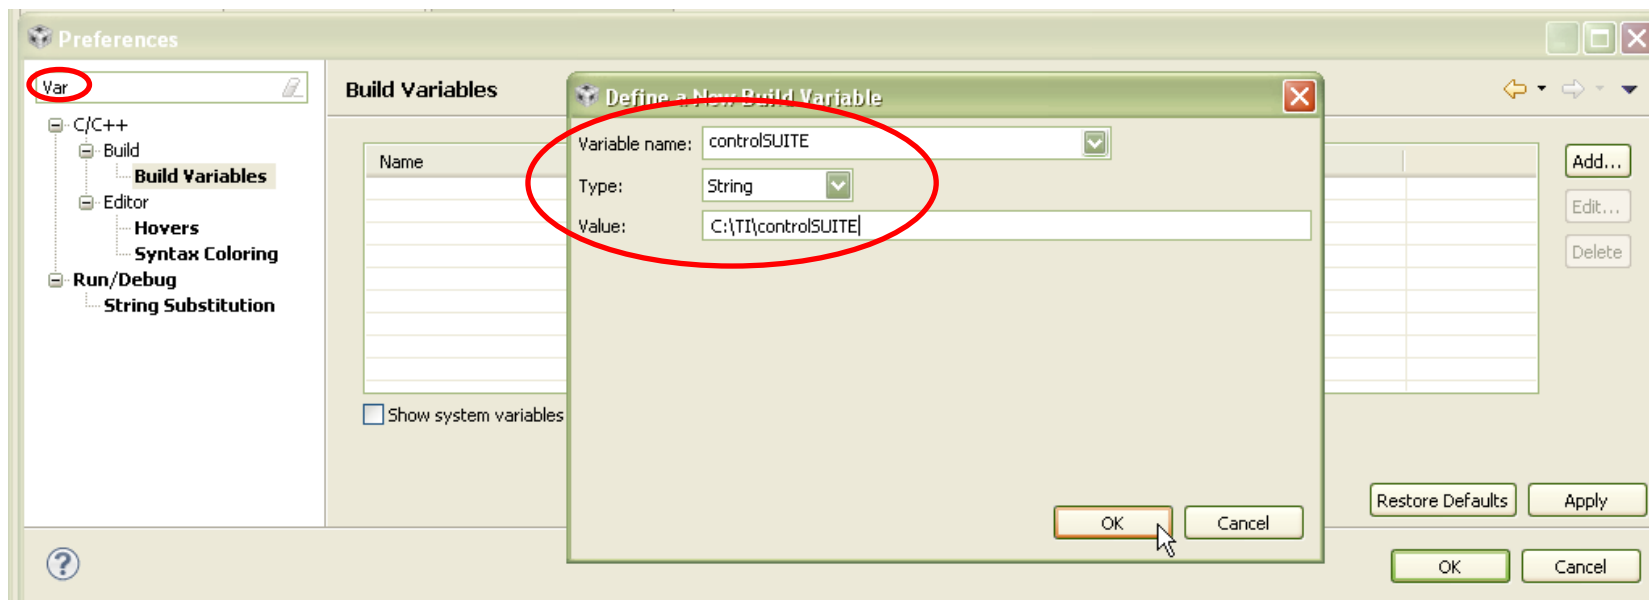 Preferences
Var
C/C++
Build
Build Variables
Editor
Hovers
Syntax Coloring
Run/Debug
String Substitution
Build Variables
Name
Show system variables
Add...
Edit...
Delete
Restore Defaults
Apply
OK
Cancel
Define a New Build Variable
Variable name: controlSUITE
Type: String
Value: C:\TI\controlSUITE
OK
Cancel